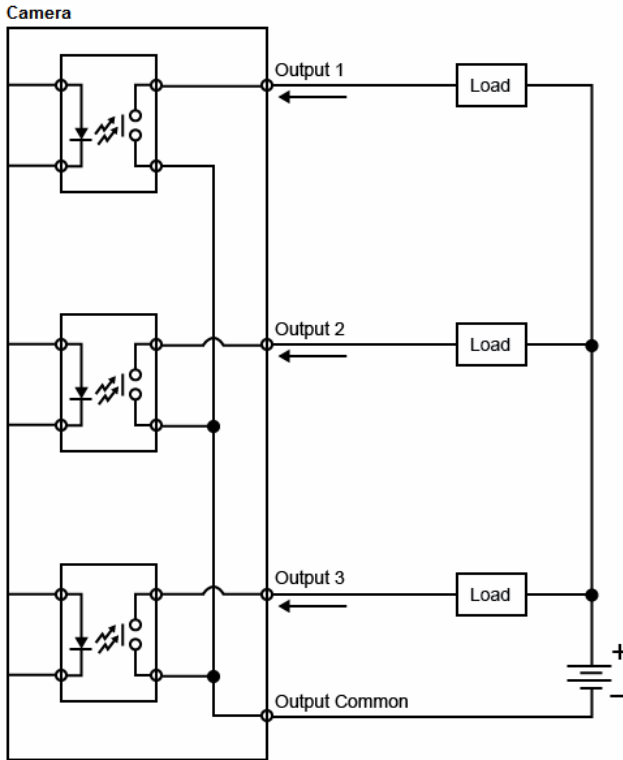 Camera
Output 1
Load
Output 2
Load
Output 3
Load
+
Output Common
−